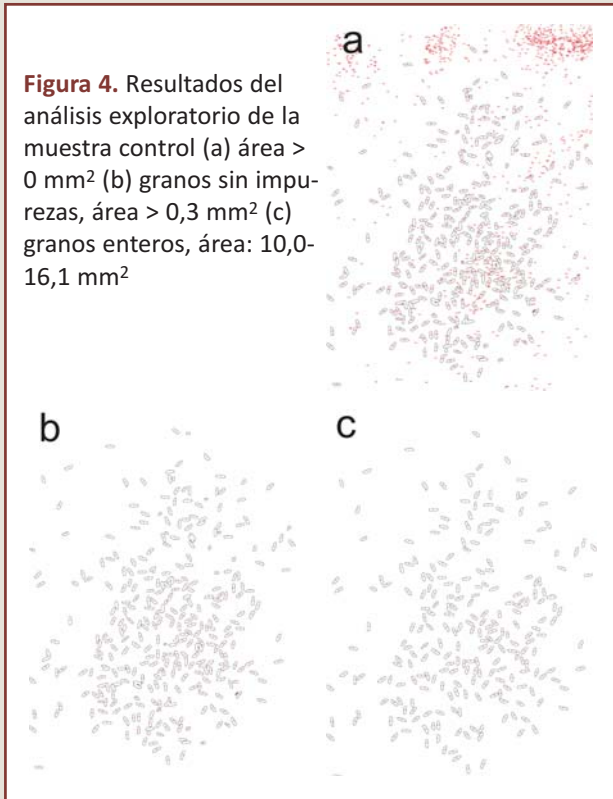 a
Figura 4. Resultados del
análisis exploratorio de la
muestra control (a) área >
0 mm² (b) granos sin impu-
rezas, área > 0,3 mm² (c)
granos enteros, área: 10,0-
16,1 mm²
b
c